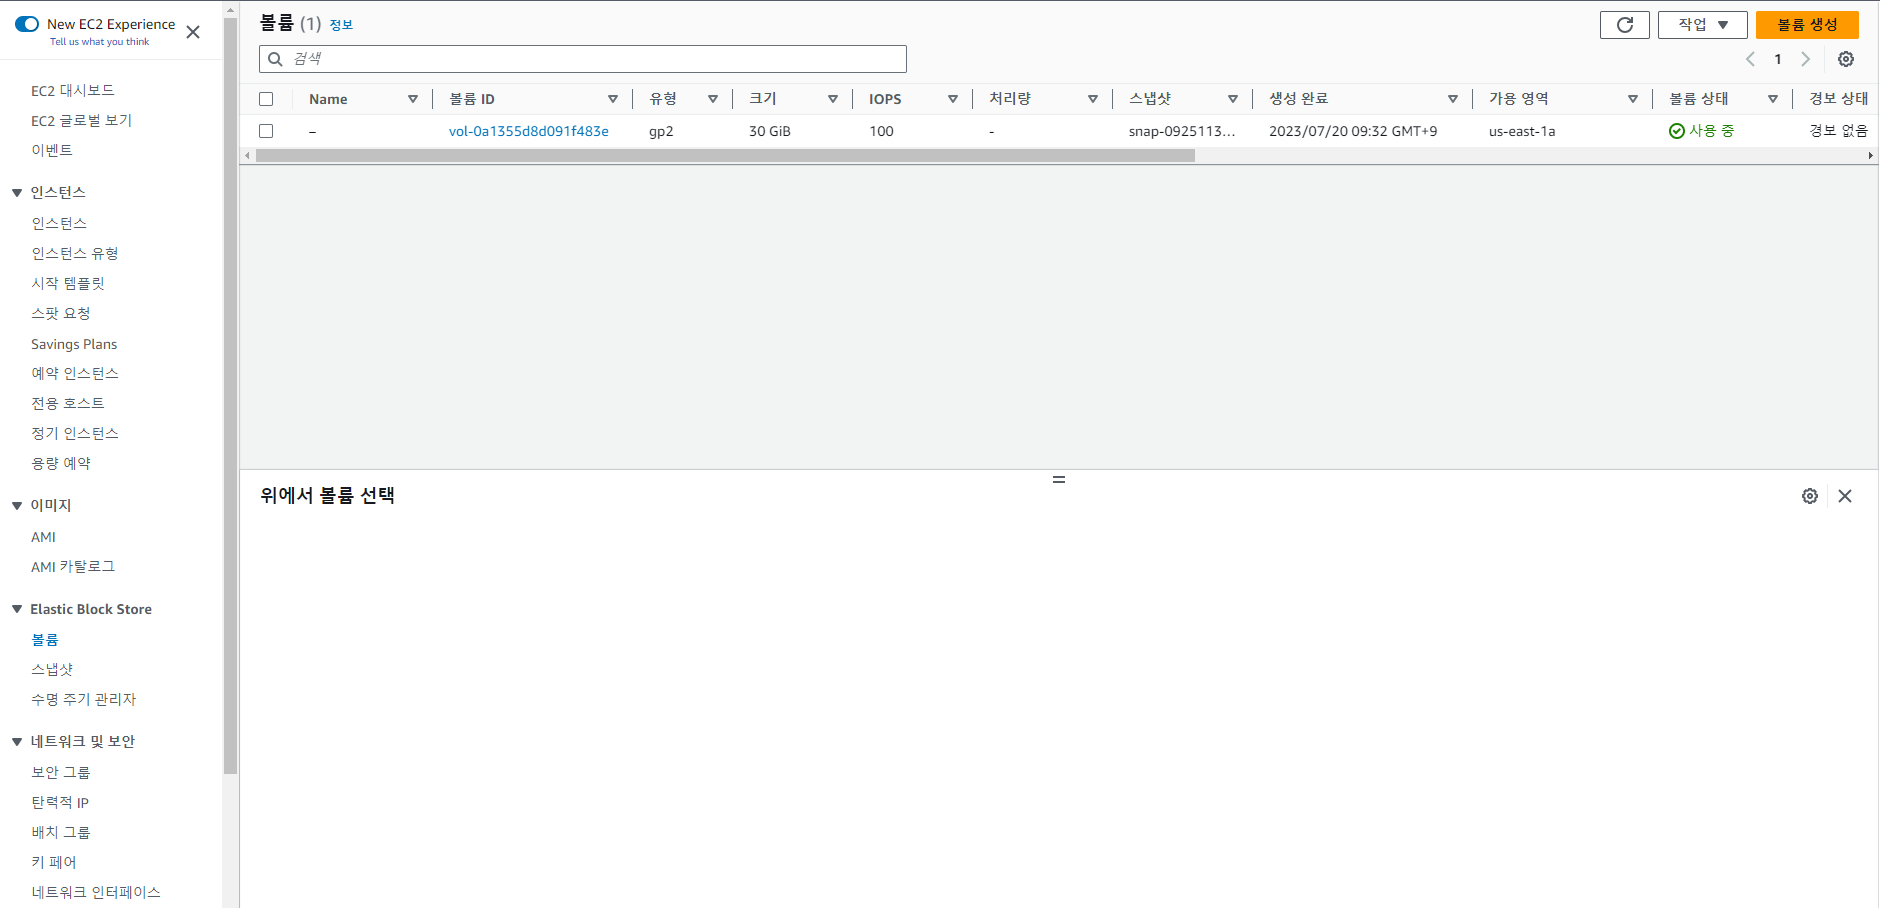 New EC2 Experience
Tell us what you think
EC2 대시보드
EC2 글로벌 보기
이벤트
인스턴스
인스턴스
인스턴스 유형
시작 템플릿
스팟 요청
Savings Plans
예약 인스턴스
전용 호스트
정기 인스턴스
용량 예약
이미지
AMI
AMI 카탈로그
Elastic Block Store
볼륨
스냅샷
수명 주기 관리자
네트워크 및 보안
보안 그룹
탄력적 IP
배치 그룹
키 페어
네트워크 인터페이스
볼륨 (1) 정보
작업
볼륨 생성
검색
1
Name 볼륨 ID 유형 크기 IOPS 처리량 스냅샷 생성 완료 가용 영역 볼륨 상태 경보 상태
– vol-0a1355d8d091f483e gp2 30 GiB 100 - snap-0925113... 2023/07/20 09:32 GMT+9 us-east-1a 사용 중 경보 없음
위에서 볼륨 선택